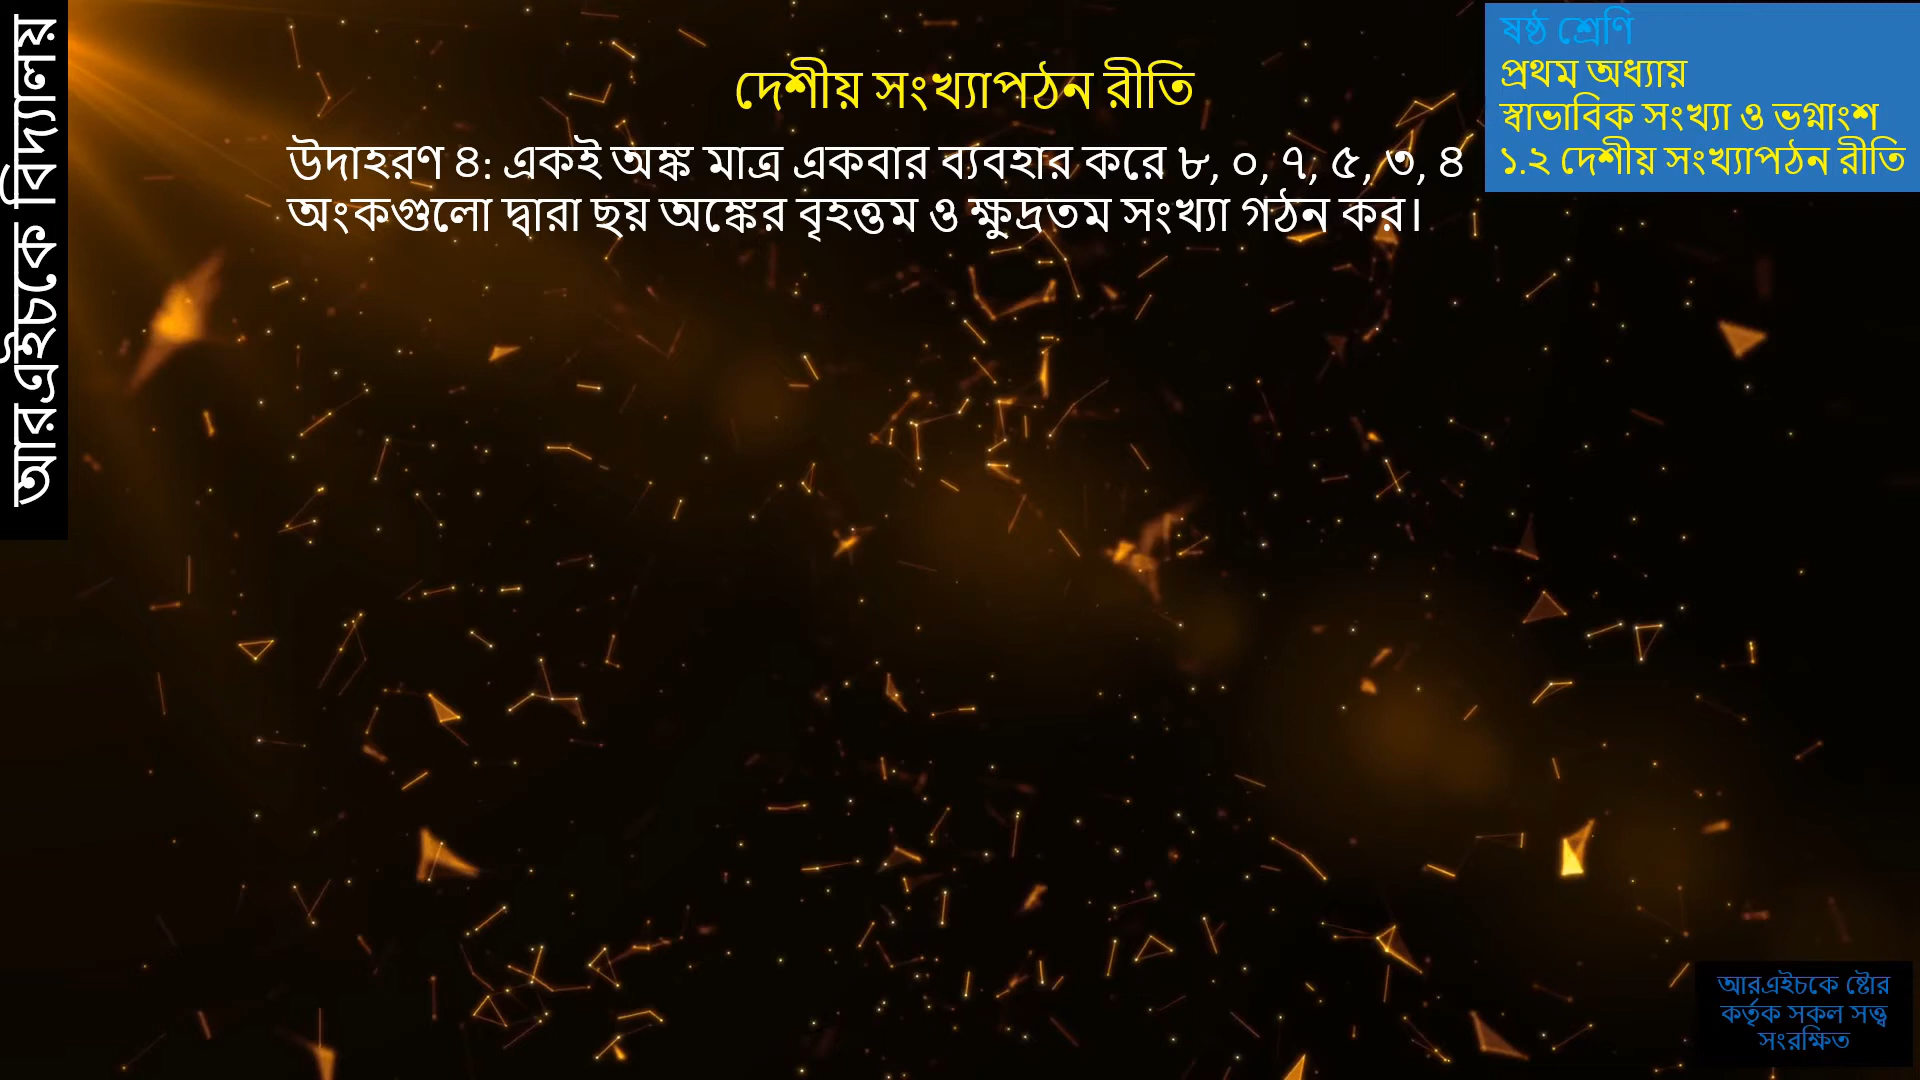 আরএইচকে বিদ্যালয়
দেশীয় সংখ্যাপঠন রীতি
উদাহরণ ৪: একই অঙ্ক মাত্র একবার ব্যবহার করে ৮, ০, ৭, ৫, ৩, ৪
অংকগুলো দ্বারা ছয় অঙ্কের বৃহত্তম ও ক্ষুদ্রতম সংখ্যা গঠন কর।
ষষ্ঠ শ্রেণি
প্রথম অধ্যায়
স্বাভাবিক সংখ্যা ও ভগ্নাংশ
১.২ দেশীয় সংখ্যাপঠন রীতি
আরএইচকে ষ্টোর
কর্তৃক সকল সত্ত্ব
সংরক্ষিত